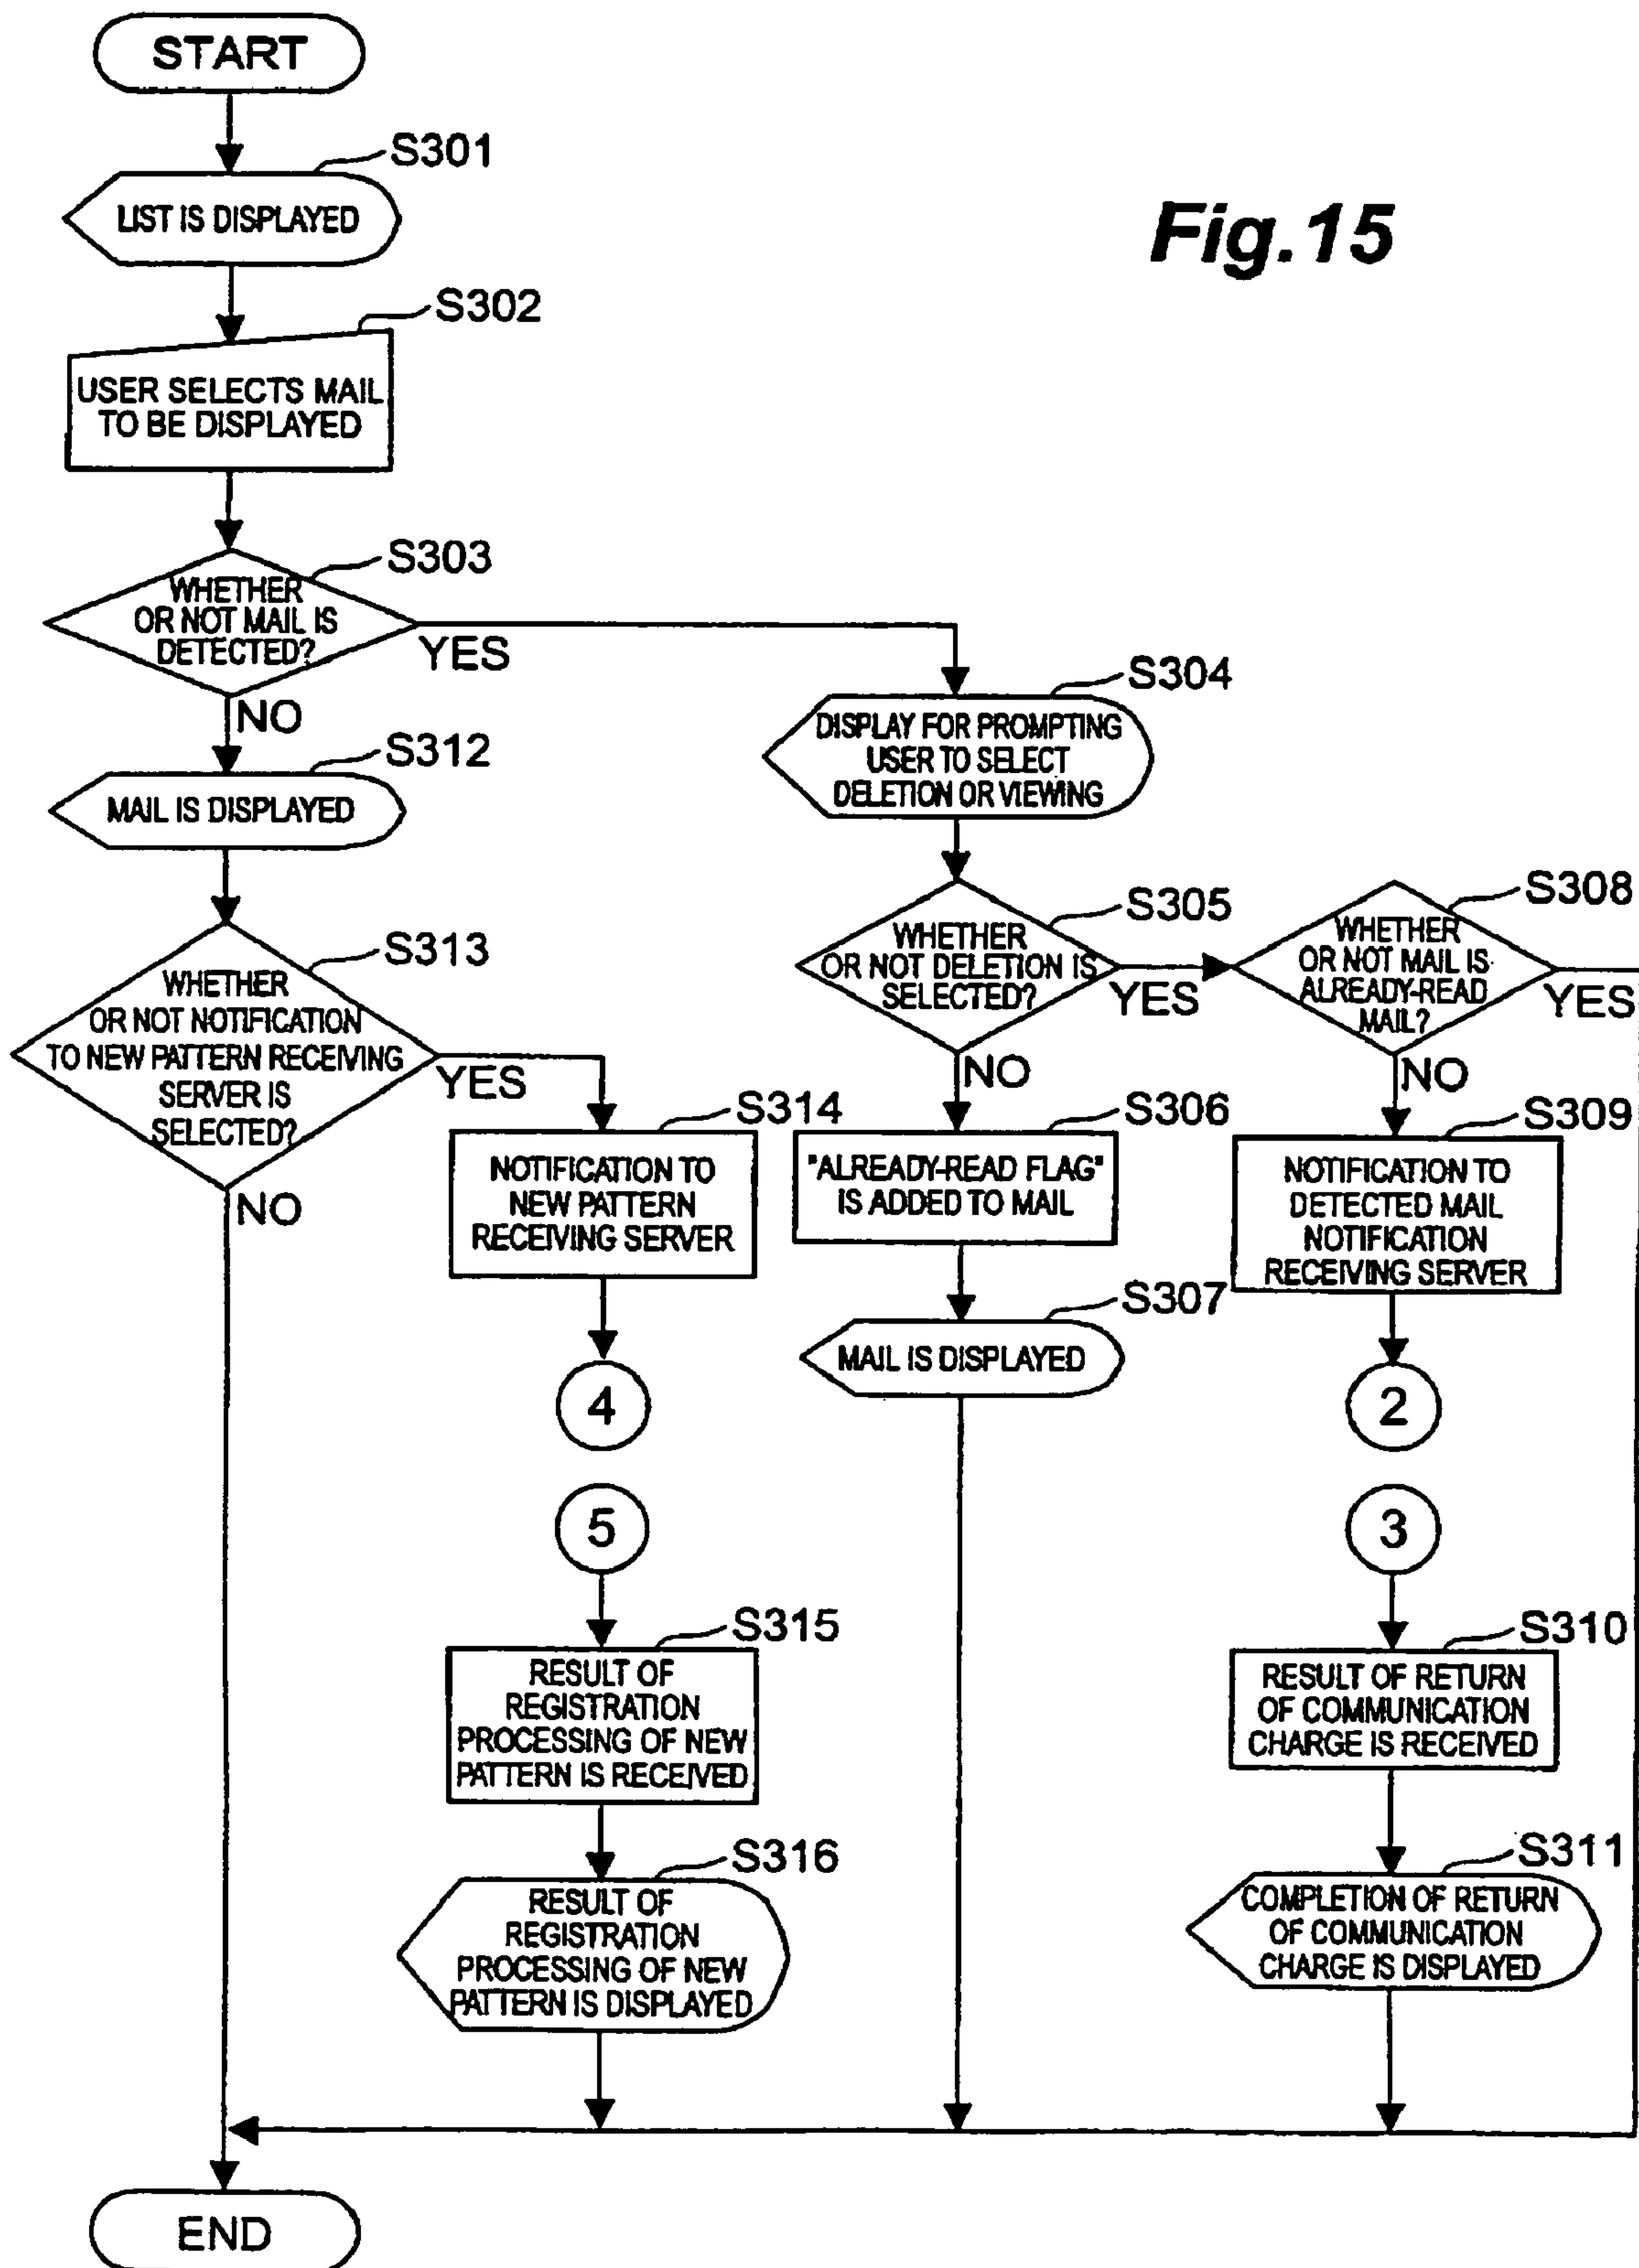 START
S301
LIST IS DISPLAYED
Fig.15
S302
USER SELECTS MAIL
TO BE DISPLAYED
S303
WHETHER
OR NOT MAIL IS
DETECTED?
YES
NO
S304
DISPLAY FOR PROMPTING
USER TO SELECT
DELETION OR VIEWING
S312
MAIL IS DISPLAYED
S305
WHETHER
OR NOT DELETION IS
SELECTED?
YES
NO
S308
WHETHER
OR NOT MAIL IS
ALREADY-READ
MAIL?
YES
NO
S313
WHETHER
OR NOT NOTIFICATION
TO NEW PATTERN RECEIVING
SERVER IS
SELECTED?
YES
NO
S314
NOTIFICATION TO
NEW PATTERN
RECEIVING SERVER
S306
"ALREADY-READ FLAG"
IS ADDED TO MAIL
S309
NOTIFICATION TO
DETECTED MAIL
NOTIFICATION
RECEIVING SERVER
S307
MAIL IS DISPLAYED
4
2
5
3
S315
RESULT OF
REGISTRATION
PROCESSING OF NEW
PATTERN IS RECEIVED
S310
RESULT OF RETURN
OF COMMUNICATION
CHARGE IS RECEIVED
S316
RESULT OF
REGISTRATION
PROCESSING OF NEW
PATTERN IS DISPLAYED
S311
COMPLETION OF RETURN
OF COMMUNICATION
CHARGE IS DISPLAYED
END